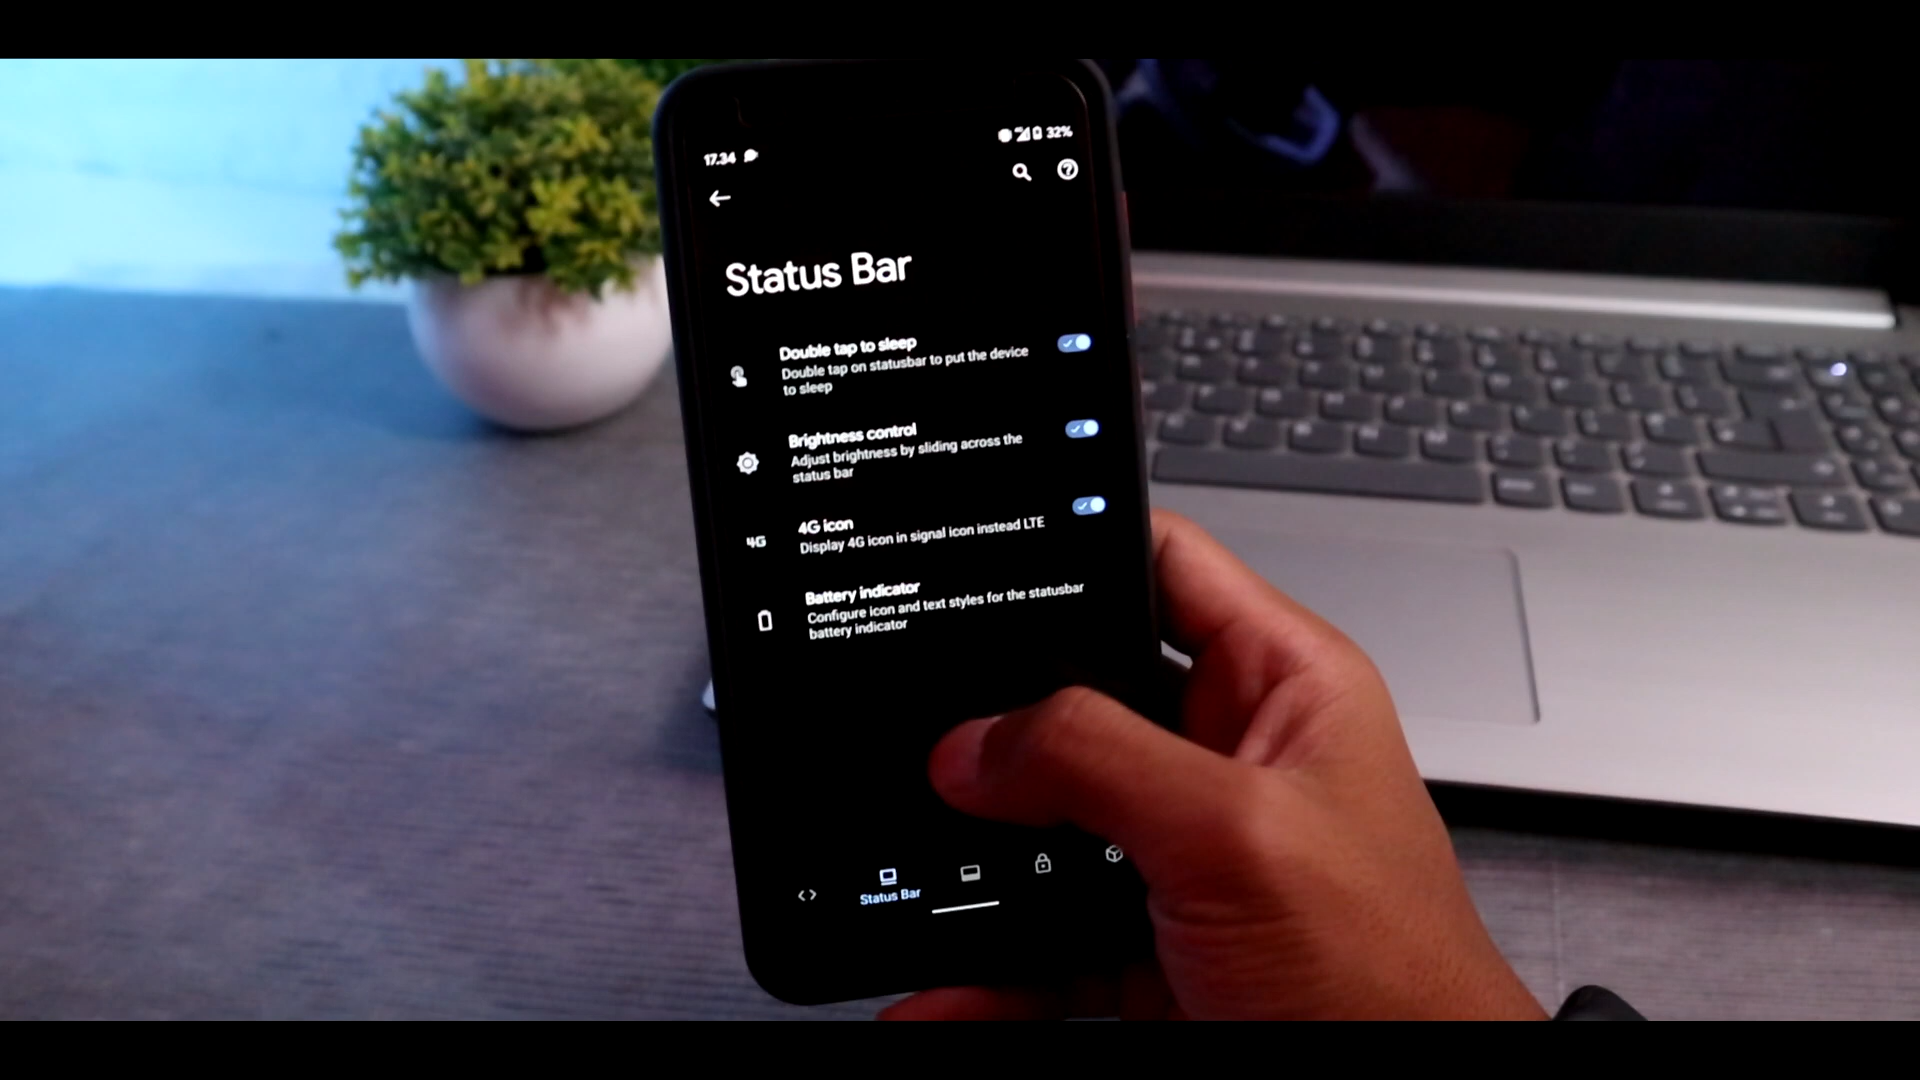 17.34
32%
Status Bar
Double tap to sleep
Double tap on statusbar to put the device
to sleep
Brightness control
Adjust brightness by sliding across the
status bar
4G
4G icon
Display 4G icon in signal icon instead LTE
Battery indicator
Configure icon and text styles for the statusbar
battery indicator
Status Bar